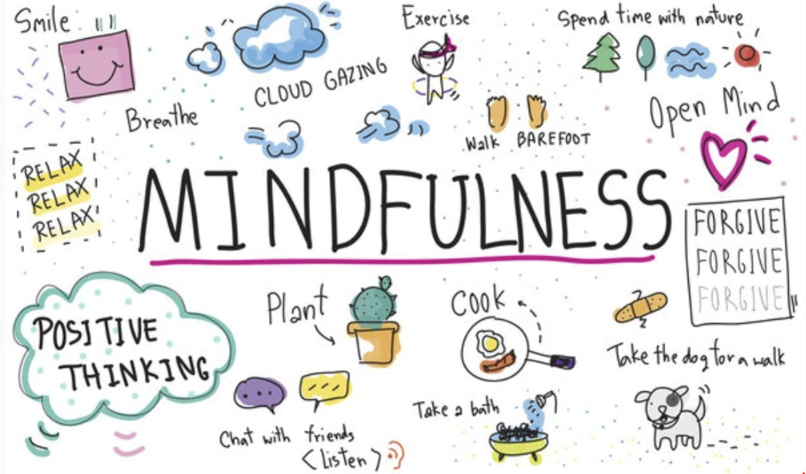 Smile
Exercise
Spend time with nature
CLOUD GAZING
Breathe
Open Mind
Walk BAREFOOT
RELAX
RELAX
RELAX
MINDFULNESS
FORGIVE
FORGIVE
FORGIVE
POSITIVE
THINKING
Plant
Cook
Take the dog for a walk
Chat with friends
<listen>
Take a bath